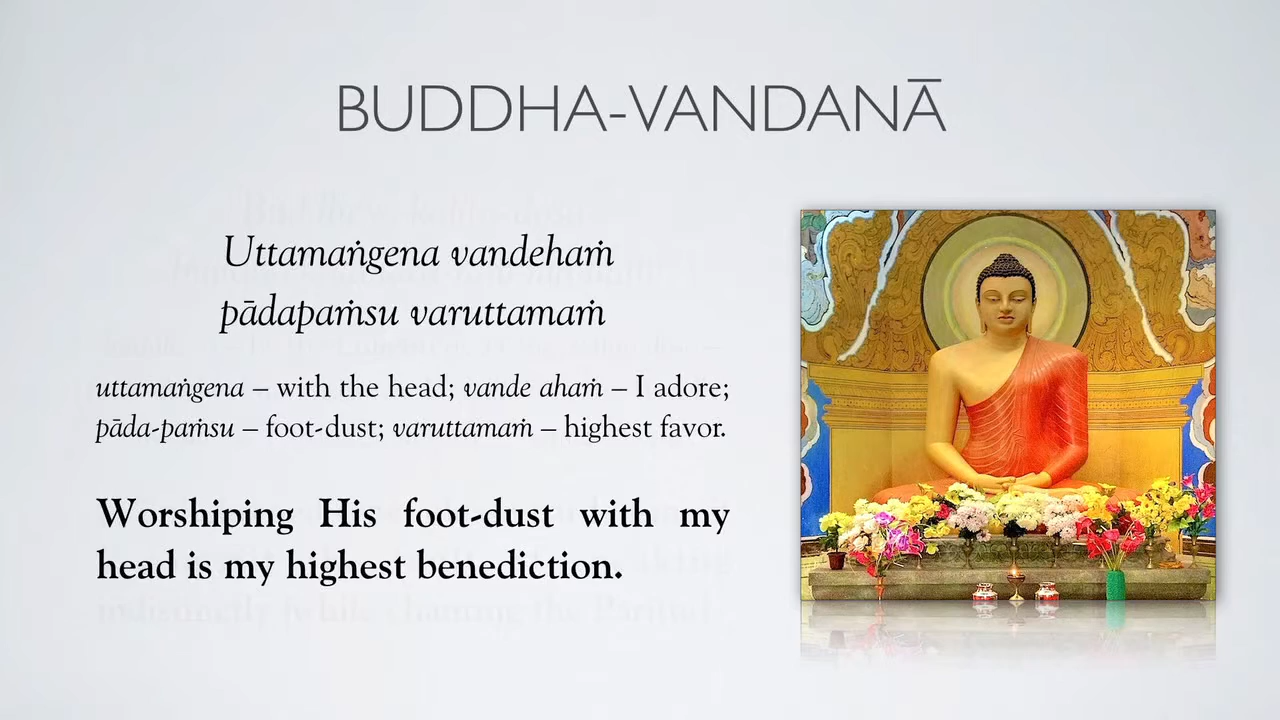 BUDDHA-VANDANĀ
Uttamaṅgena vandehaṁ
pādapaṁsu varuttamaṁ
uttamaṅgena – with the head; vande ahaṁ – I adore;
pāda-paṁsu – foot-dust; varuttamaṁ – highest favor.
Worshiping His foot-dust with my
head is my highest benediction.